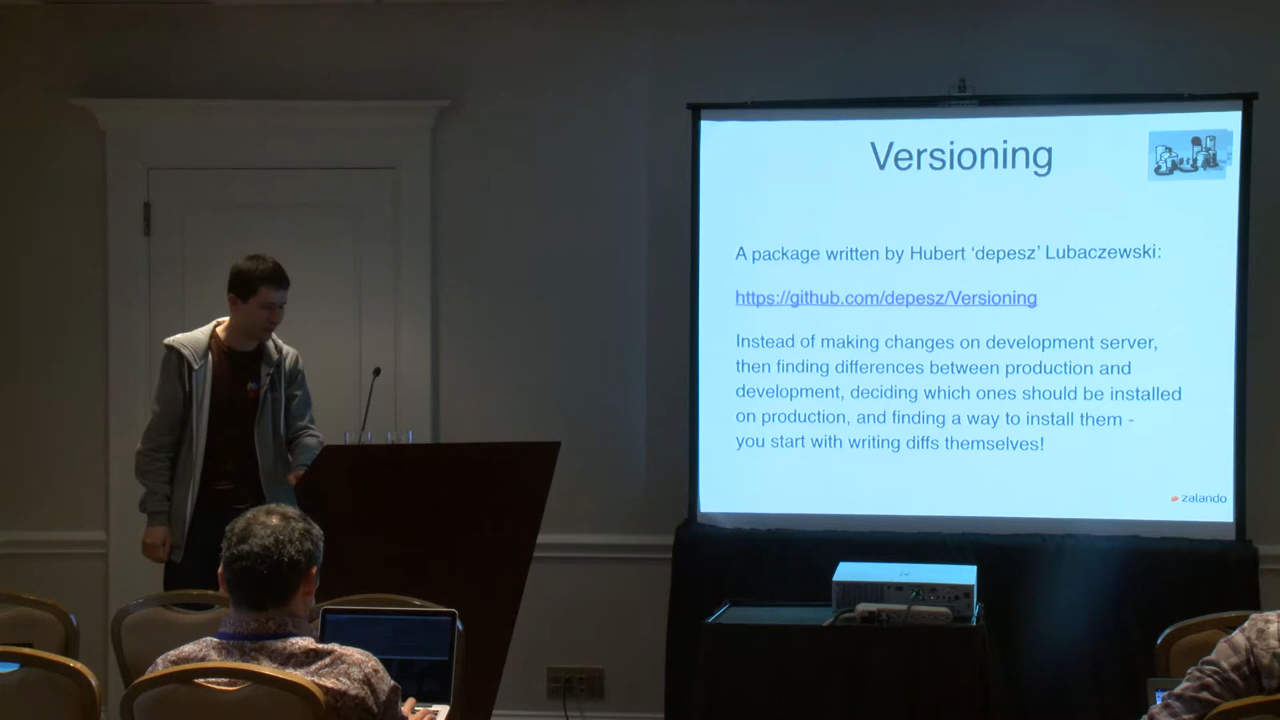 Versioning
A package written by Hubert ‘depesz’ Lubaczewski:
https://github.com/depesz/Versioning
Instead of making changes on development server,
then finding differences between production and
development, deciding which ones should be installed
on production, and finding a way to install them -
you start with writing diffs themselves!
zalando